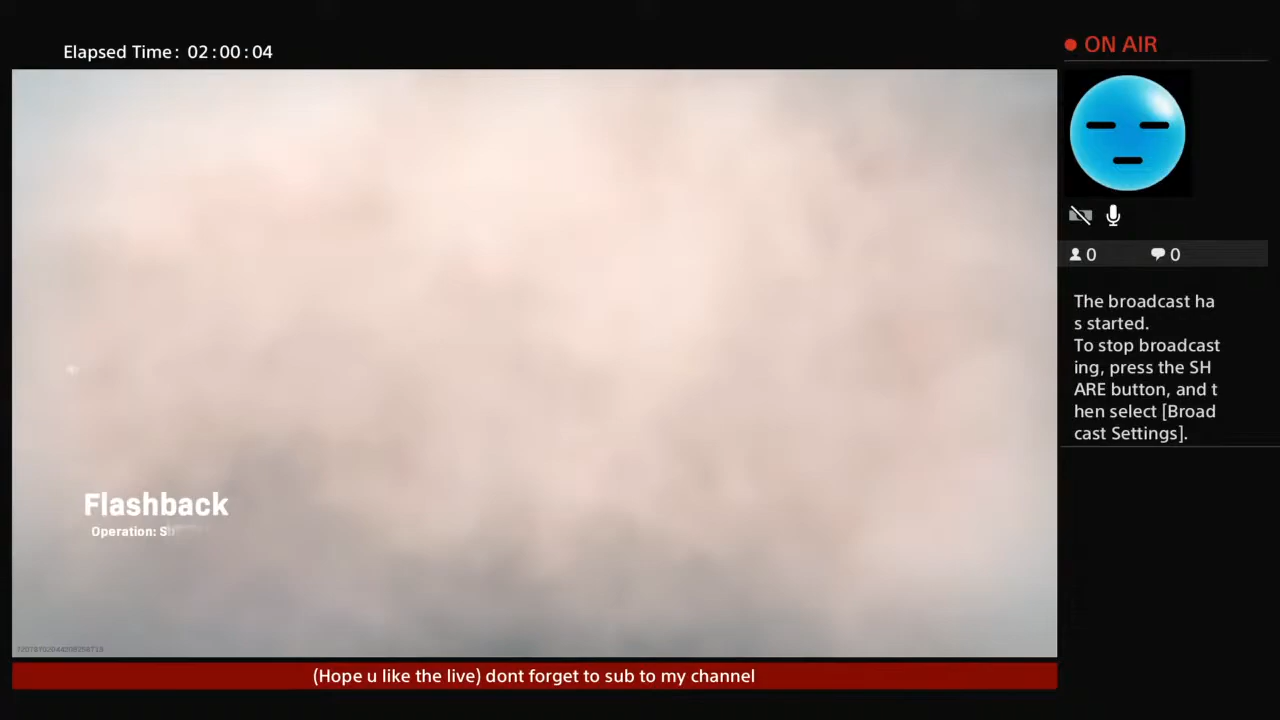 Elapsed Time: 02:00:04
ON AIR
0 0
The broadcast ha
s started.
To stop broadcast
ing, press the SH
ARE button, and t
hen select [Broad
cast Settings].
Flashback
Operation: S
(Hope u like the live) dont forget to sub to my channel